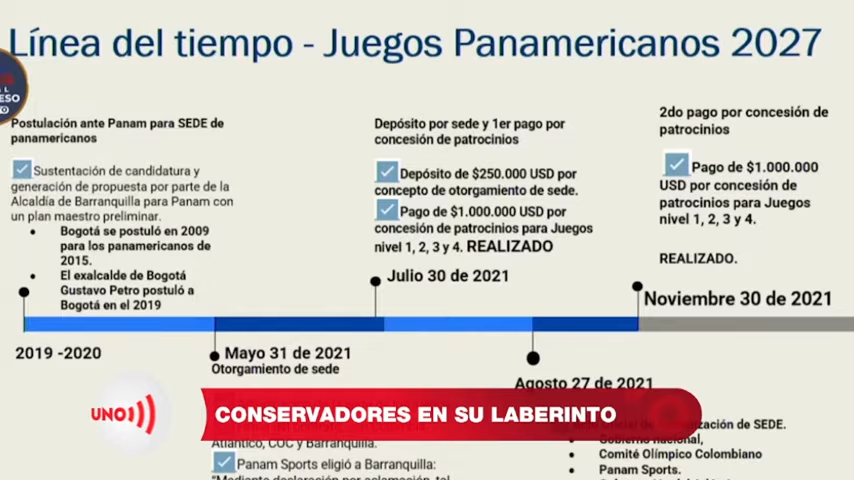 Línea del tiempo - Juegos Panamericanos 2027
Postulación ante Panam para SEDE de
panamericanos
Sustentación de candidatura y
generación de propuesta por parte de la
Alcaldía de Barranquilla para Panam con
un plan maestro preliminar.
• Bogotá se postuló en 2009
para los panamericanos de
2015.
• El exalcalde de Bogotá
Gustavo Petro postuló a
Bogotá en el 2019
2019 -2020
Mayo 31 de 2021
Otorgamiento de sede
Atlántico, COC y Barranquilla.
Panam Sports eligió a Barranquilla:
Depósito por sede y 1er pago por
concesión de patrocinios
Depósito de $250.000 USD por
concepto de otorgamiento de sede.
Pago de $1.000.000 USD por
concesión de patrocinios para Juegos
nivel 1, 2, 3 y 4. REALIZADO
Julio 30 de 2021
Agosto 27 de 2021
de SEDE.
• Gobierno nacional,
• Comité Olímpico Colombiano
• Panam Sports.
2do pago por concesión de
patrocinios
Pago de $1.000.000
USD por concesión de
patrocinios para Juegos
nivel 1, 2, 3 y 4.
REALIZADO.
Noviembre 30 de 2021
UNO
CONSERVADORES EN SU LABERINTO